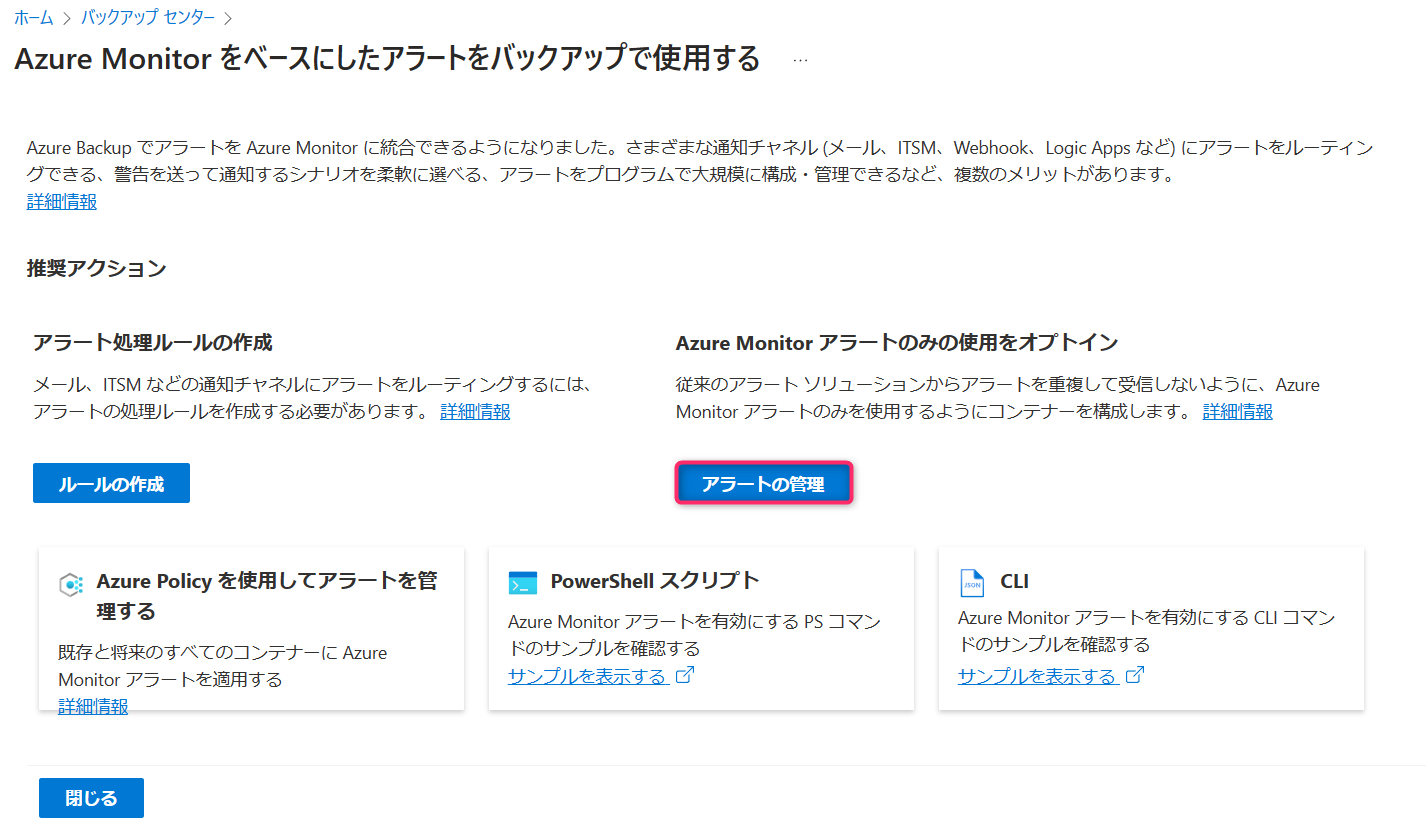 ホーム > バックアップ センター >
Azure Monitor をベースにしたアラートをバックアップで使用する ...
Azure Backup でアラートを Azure Monitor に統合できるようになりました。さまざまな通知チャネル (メール、ITSM、Webhook、Logic Apps など) にアラートをルーティン
グできる、警告を送って通知するシナリオを柔軟に選べる、アラートをプログラムで大規模に構成・管理できるなど、複数のメリットがあります。
詳細情報
推奨アクション
アラート処理ルールの作成
メール、ITSM などの通知チャネルにアラートをルーティングするには、
アラートの処理ルールを作成する必要があります。 詳細情報
ルールの作成
Azure Monitor アラートのみの使用をオプトイン
従来のアラート ソリューションからアラートを重複して受信しないように、Azure
Monitor アラートのみを使用するようにコンテナーを構成します。 詳細情報
アラートの管理
Azure Policy を使用してアラートを管
理する
既存と将来のすべてのコンテナーに Azure
Monitor アラートを適用する
詳細情報
PowerShell スクリプト
Azure Monitor アラートを有効にする PS コマン
ドのサンプルを確認する
サンプルを表示する
JSON
CLI
Azure Monitor アラートを有効にする CLI コマン
ドのサンプルを確認する
サンプルを表示する
閉じる